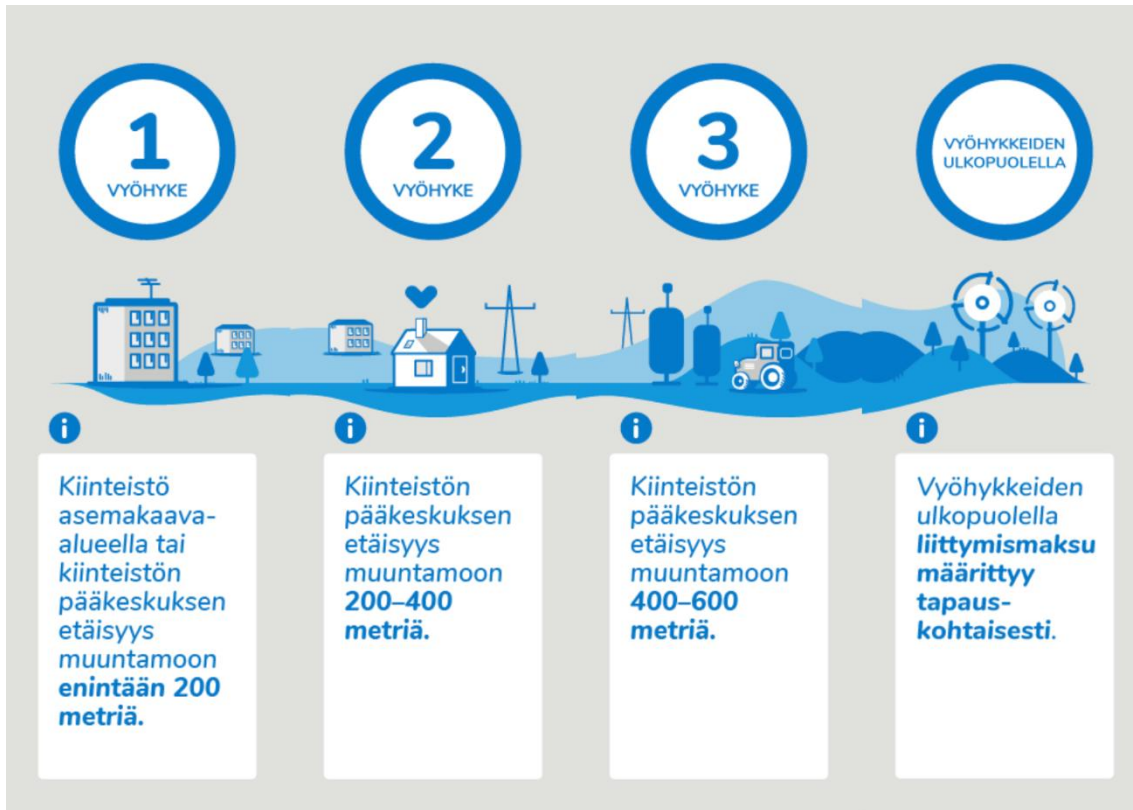 1
VYÖHYKE
2
VYÖHYKE
3
VYÖHYKE
VYÖHYKKEIDEN
ULKOPUOLELLA
Kiinteistö
asemakaava-
alueella tai
kiinteistön
pääkeskuksen
etäisyys
muuntamoon
enintään 200
metriä.
Kiinteistön
pääkeskuksen
etäisyys
muuntamoon
200–400
metriä.
Kiinteistön
pääkeskuksen
etäisyys
muuntamoon
400–600
metriä.
Vyöhykkeiden
ulkopuolella
liittymismaksu
määrittyy
tapaus-
kohtaisesti.